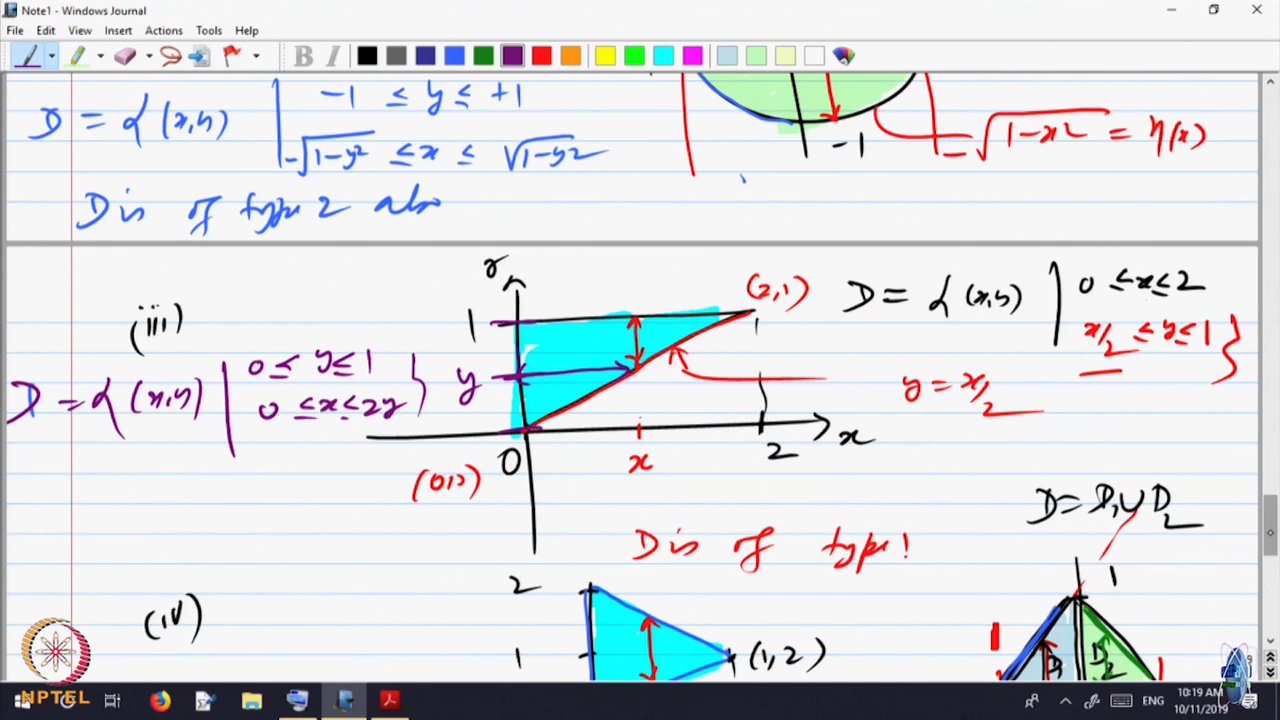 Note1 - Windows Journal
File Edit View Insert Actions Tools Help
B I
D = { (x,y) | -1 ≤ y ≤ +1
-√1-y² ≤ x ≤ √1-y²
D is of type 2 also
-1
-√1-x² = η(x)
(iii)
1
y
0
(0,0)
x
2
x
(2,1)
D = { (x,y) | 0 ≤ x ≤ 2
x/2 ≤ y ≤ 1 }
y = x/2
D = { (x,y) | 0 ≤ y ≤ 1
0 ≤ x ≤ 2y }
D is of type 1
D = D₁ ∪ D₂
(iv)
2
1
(1,2)
1
D₂
NPTEL
ENG
10:19 AM
10/11/2019